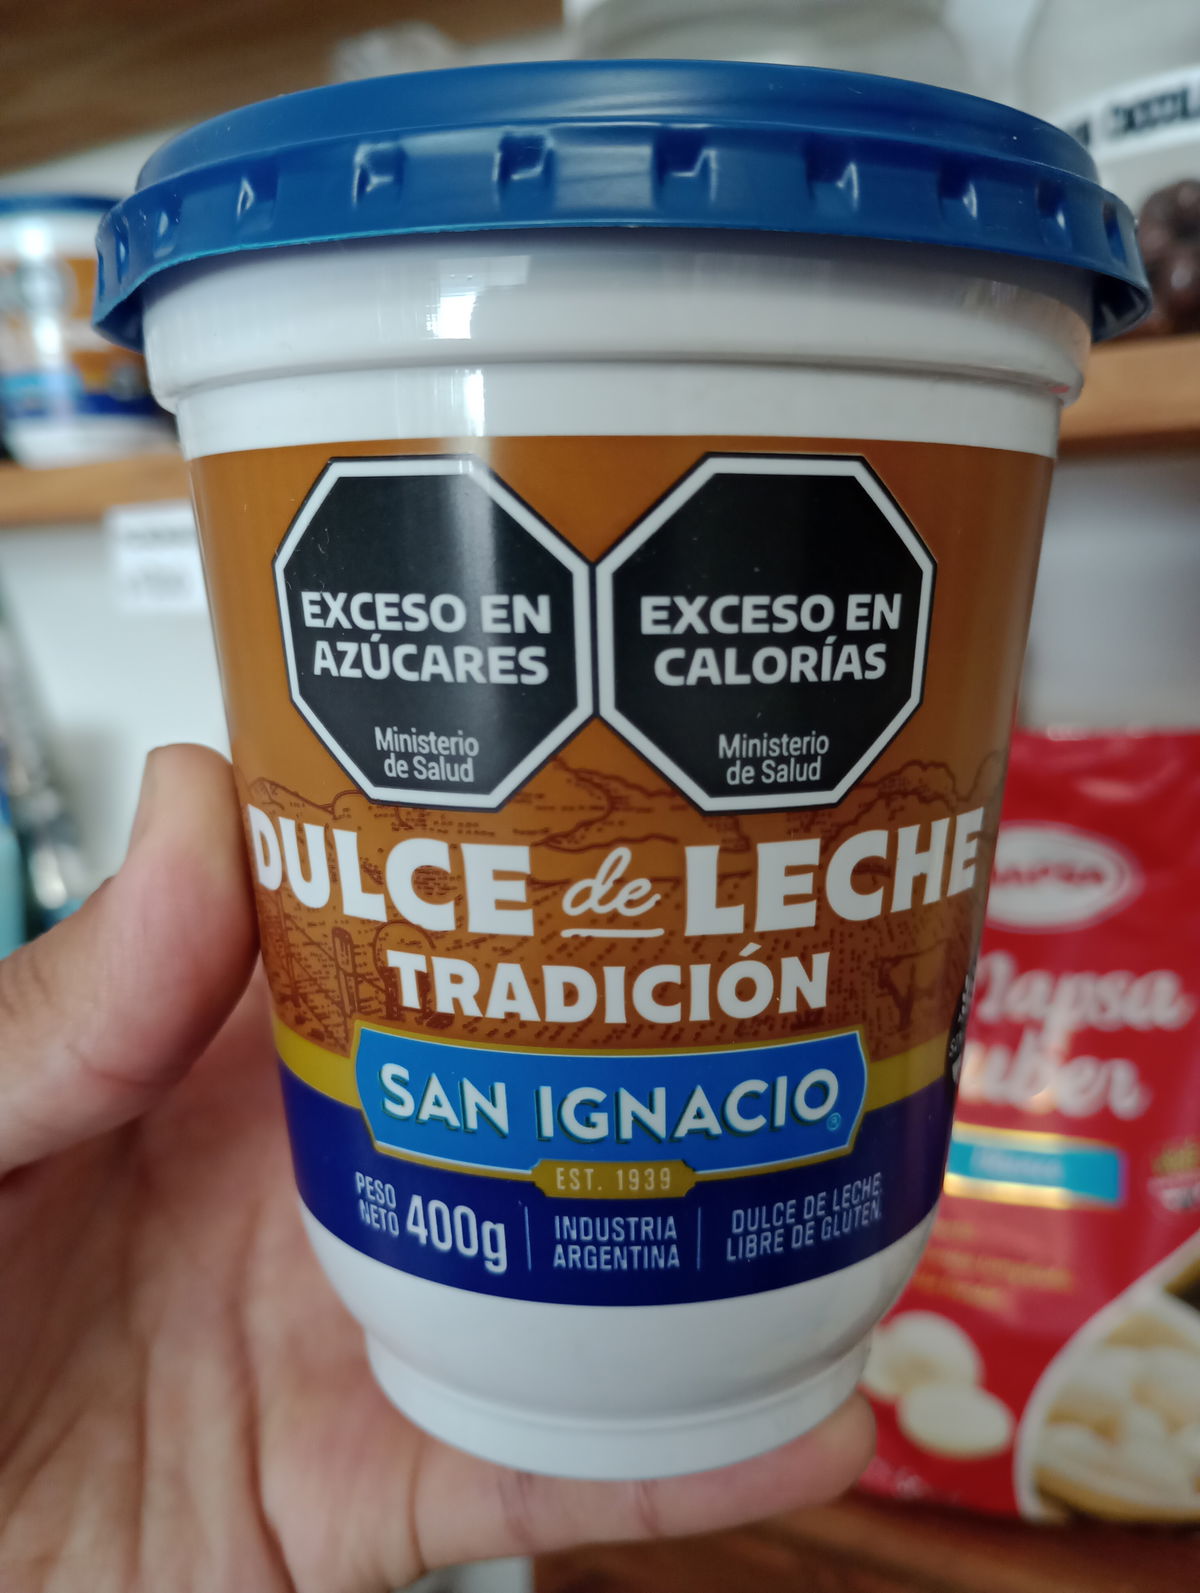 EXCESO EN
AZÚCARES
Ministerio
de Salud
EXCESO EN
CALORÍAS
Ministerio
de Salud
DULCE de LECHE
TRADICIÓN
SAN IGNACIO
EST. 1939
PESO
NETO 400g
INDUSTRIA
ARGENTINA
DULCE DE LECHE
LIBRE DE GLUTEN.
Mapsa